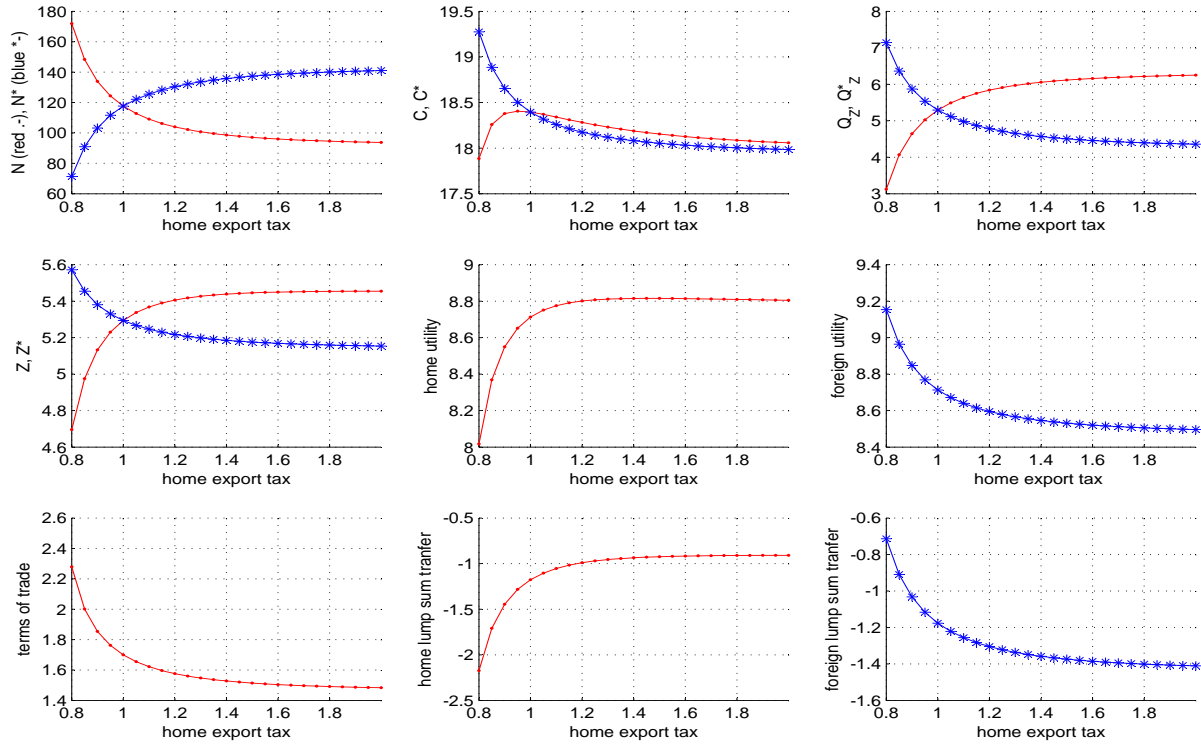 N (red -.), N* (blue *-)
180
160
140
120
100
80
60
0.8 1 1.2 1.4 1.6 1.8
home export tax
C, C*
19.5
19
18.5
18
17.5
0.8 1 1.2 1.4 1.6 1.8
home export tax
Q_Z, Q*_Z
8
7
6
5
4
3
0.8 1 1.2 1.4 1.6 1.8
home export tax
Z, Z*
5.6
5.4
5.2
5
4.8
4.6
0.8 1 1.2 1.4 1.6 1.8
home export tax
home utility
9
8.8
8.6
8.4
8.2
8
0.8 1 1.2 1.4 1.6 1.8
home export tax
foreign utility
9.4
9.2
9
8.8
8.6
8.4
0.8 1 1.2 1.4 1.6 1.8
home export tax
terms of trade
2.6
2.4
2.2
2
1.8
1.6
1.4
0.8 1 1.2 1.4 1.6 1.8
home export tax
home lump sum tranfer
-0.5
-1
-1.5
-2
-2.5
0.8 1 1.2 1.4 1.6 1.8
home export tax
foreign lump sum tranfer
-0.5
-1
-1.2
-1.4
-1.6
0.8 1 1.2 1.4 1.6 1.8
home export tax